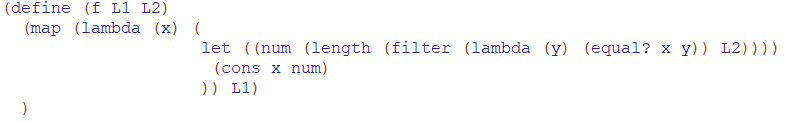 (define (f L1 L2)
  (map (lambda (x) (
                    let ((num (length (filter (lambda (y) (equal? x y)) L2))))
                     (cons x num)
                    )) L1)
  )